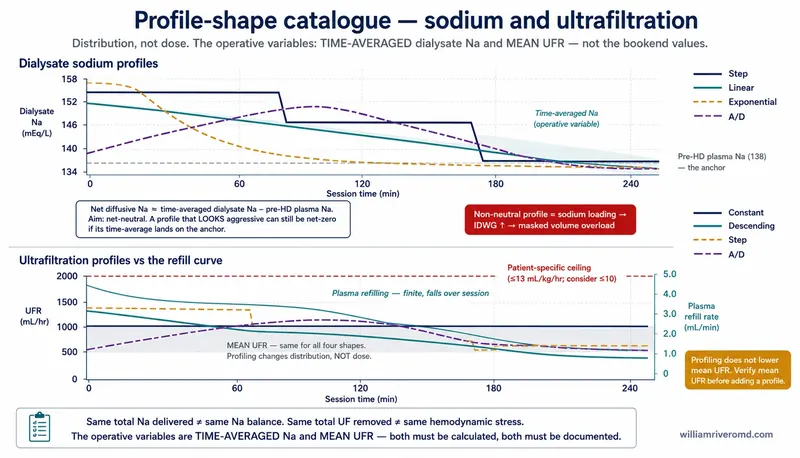 Profile-shape catalogue — sodium and ultrafiltration
Distribution, not dose. The operative variables: TIME-AVERAGED dialysate Na and MEAN UFR — not the bookend values.
Dialysate sodium profiles
158
152
146
140
134
Dialysate
Na
(mEq/L)
Time-averaged Na
(operative variable)
0
60
120
180
240
Session time (min)
Step
Linear
Exponential
A/D
Pre-HD plasma Na (138)
— the anchor
Net diffusive Na ≈ time-averaged dialysate Na – pre-HD plasma Na.
Aim: net-neutral. A profile that LOOKS aggressive can still be net-zero
if its time-average lands on the anchor.
Non-neutral profile = sodium loading →
IDWG ↑ → masked volume overload
Ultrafiltration profiles vs the refill curve
2000
1500
1000
500
0
UFR
(mL/hr)
Patient-specific ceiling
(≤13 mL/kg/hr; consider ≤10)
Plasma refilling — finite, falls over session
MEAN UFR — same for all four shapes.
Profiling changes distribution, NOT dose.
0
60
120
180
240
Session time (min)
5.0
4.0
3.0
2.0
1.0
0
Plasma
refill rate
(mL/min)
Constant
Descending
Step
A/D
Profiling does not lower
mean UFR. Verify mean
UFR before adding a profile.
Same total Na delivered ≠ same Na balance. Same total UF removed ≠ same hemodynamic stress.
The operative variables are TIME-AVERAGED Na and MEAN UFR — both must be calculated, both must be documented.
williamriveromd.com